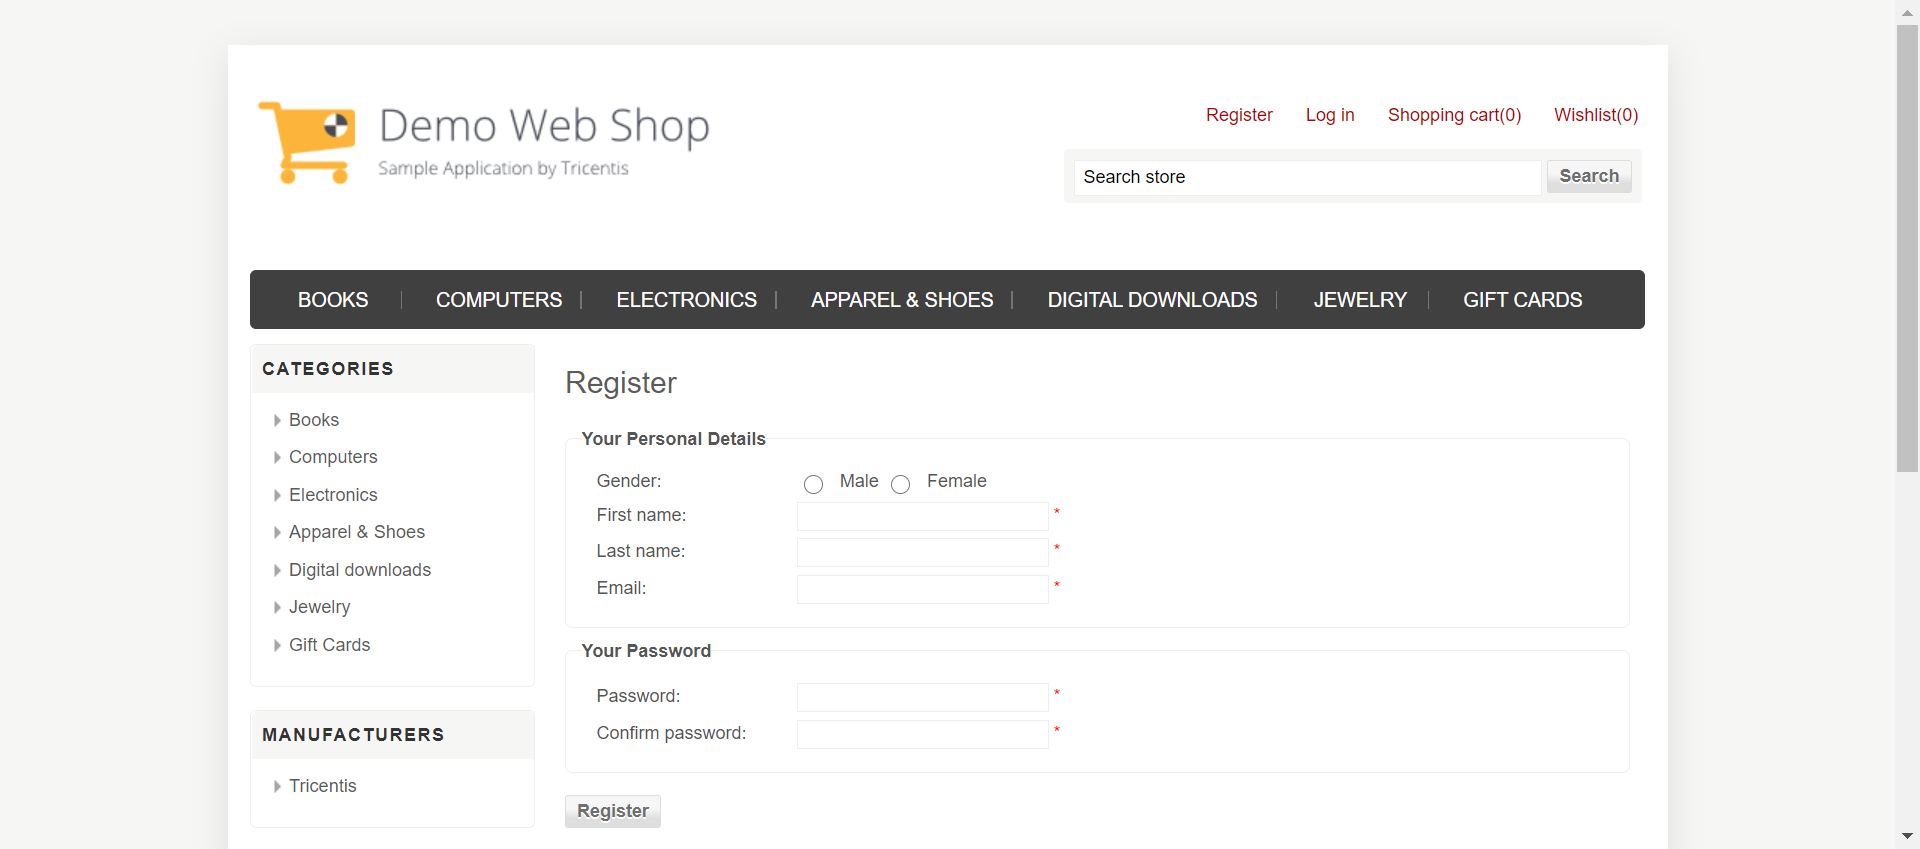 Demo Web Shop
Sample Application by Tricentis
Register Log in Shopping cart(0) Wishlist(0)
Search store Search
BOOKS COMPUTERS ELECTRONICS APPAREL & SHOES DIGITAL DOWNLOADS JEWELRY GIFT CARDS
CATEGORIES
Books
Computers
Electronics
Apparel & Shoes
Digital downloads
Jewelry
Gift Cards
MANUFACTURERS
Tricentis
Register
Your Personal Details
Gender: Male Female
First name: *
Last name: *
Email: *
Your Password
Password: *
Confirm password: *
Register